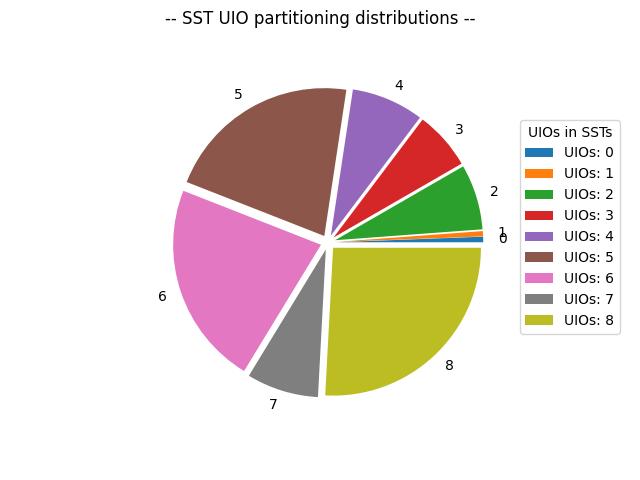 -- SST UIO partitioning distributions --
5
4
3
2
1
0
6
7
8
UIOs in SSTs
UIOs: 0
UIOs: 1
UIOs: 2
UIOs: 3
UIOs: 4
UIOs: 5
UIOs: 6
UIOs: 7
UIOs: 8